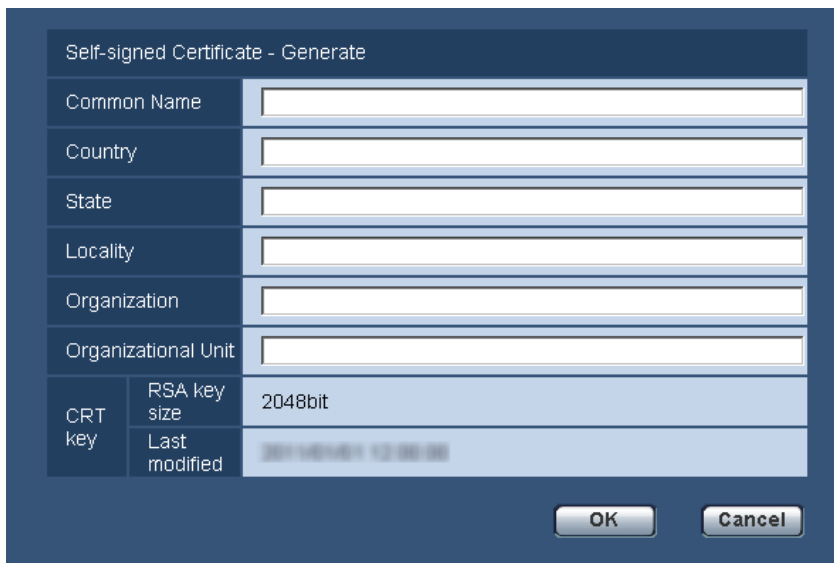 Self-signed Certificate - Generate
Common Name
Country
State
Locality
Organization
Organizational Unit
CRT
key
RSA key
size
2048bit
Last
modified
OK
Cancel